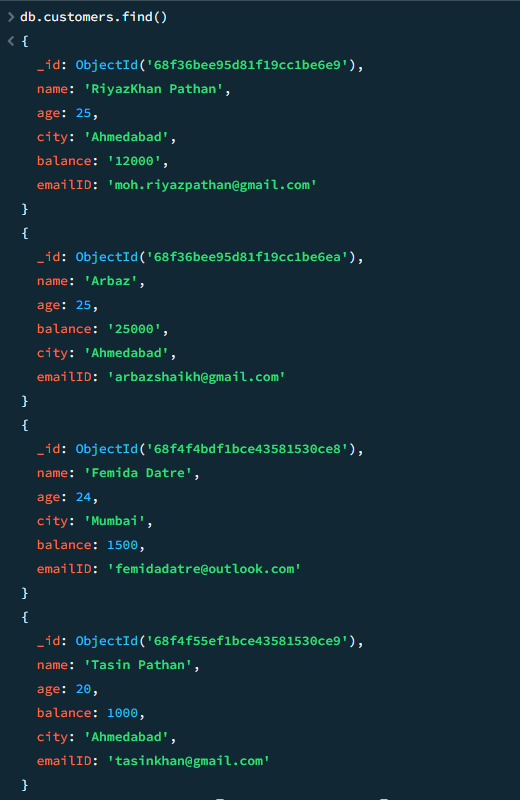 db.customers.find()
{
_id: ObjectId('68f36bee95d81f19cc1be6e9'),
name: 'RiyazKhan Pathan',
age: 25,
city: 'Ahmedabad',
balance: '12000',
emailID: 'moh.riyazpathan@gmail.com'
}
{
_id: ObjectId('68f36bee95d81f19cc1be6ea'),
name: 'Arbaz',
age: 25,
balance: '25000',
city: 'Ahmedabad',
emailID: 'arbazshaikh@gmail.com'
}
{
_id: ObjectId('68f4f4bdf1bce43581530ce8'),
name: 'Femida Datre',
age: 24,
city: 'Mumbai',
balance: 1500,
emailID: 'femidadatre@outlook.com'
}
{
_id: ObjectId('68f4f55ef1bce43581530ce9'),
name: 'Tasin Pathan',
age: 20,
balance: 1000,
city: 'Ahmedabad',
emailID: 'tasinkhan@gmail.com'
}